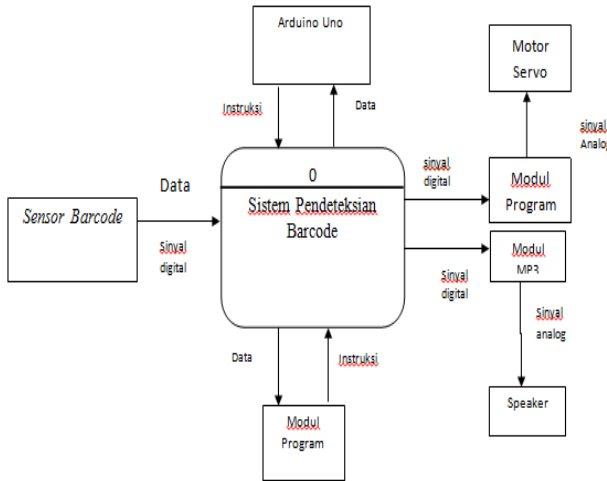 Arduino Uno
Motor
Servo
Instruksi
Data
sinyal
Analog
0
Sistem Pendeteksian
Barcode
sinyal
digital
Modul
Program
Data
Sensor Barcode
Sinyal
digital
Modul
MP3
Sinyal
digital
Sinyal
analog
Data
Instruksi
Speaker
Modul
Program